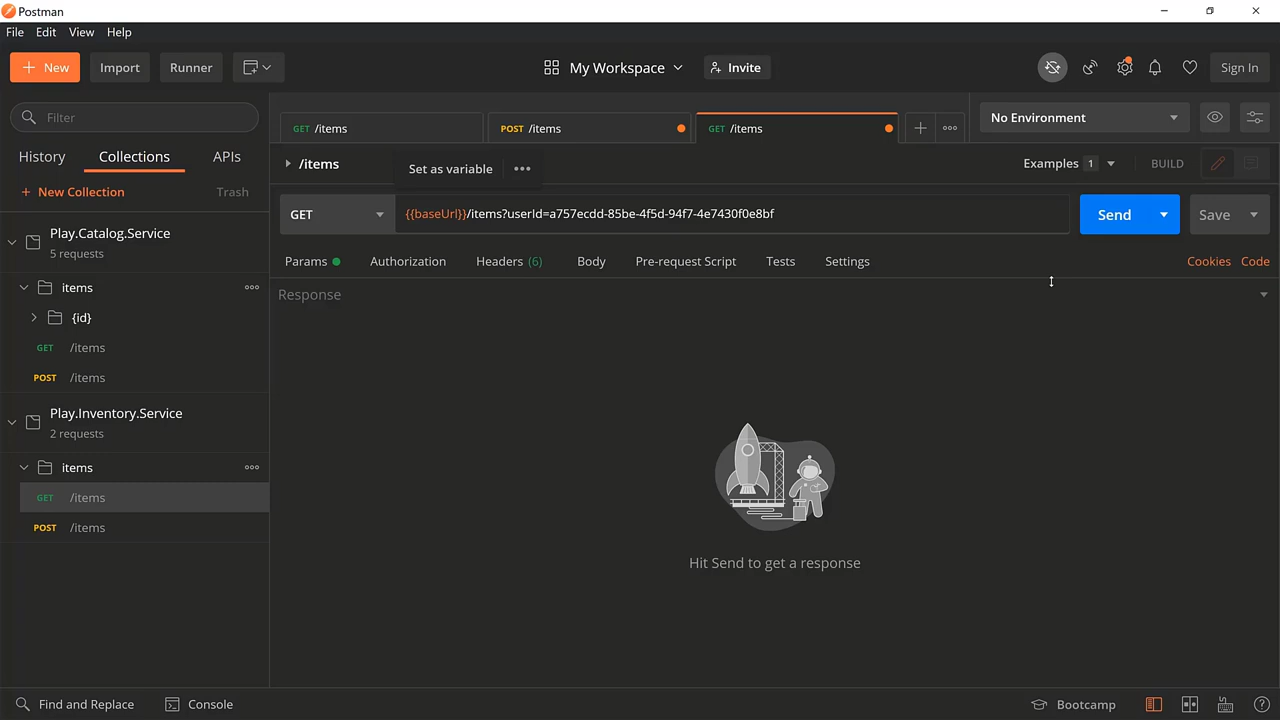 Postman
File Edit View Help
New Import Runner My Workspace Invite Sign In
Filter
GET /items POST /items GET /items No Environment
History Collections APIs
/items Set as variable Examples 1 BUILD
+ New Collection Trash
GET {{baseUrl}}/items?userId=a757ecdd-85be-4f5d-94f7-4e7430f0e8bf Send Save
Play.Catalog.Service
5 requests
Params Authorization Headers (6) Body Pre-request Script Tests Settings Cookies Code
items
Response
{id}
GET /items
POST /items
Play.Inventory.Service
2 requests
items
GET /items
POST /items
Hit Send to get a response
Find and Replace Console Bootcamp